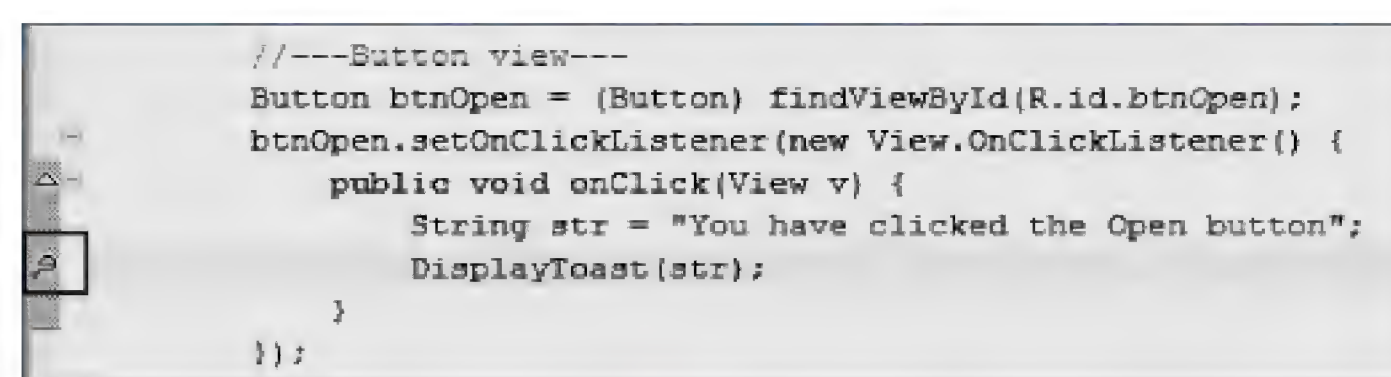 //---Button view---
Button btnOpen = (Button) findViewById(R.id.btnOpen);
btnOpen.setOnClickListener(new View.OnClickListener() {
public void onClick(View v) {
String str = "You have clicked the Open button";
DisplayToast(str);
}
});